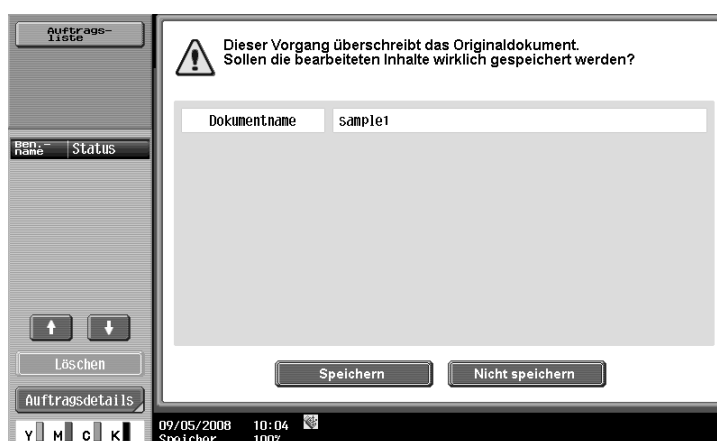 Auftrags-
liste
Dieser Vorgang überschreibt das Originaldokument.
Sollen die bearbeiteten Inhalte wirklich gespeichert werden?
Dokumentname sample1
Ben.-
name Status
Löschen
Speichern Nicht speichern
Auftragsdetails
09/05/2008 10:04
Speicher 100%
Y M C K